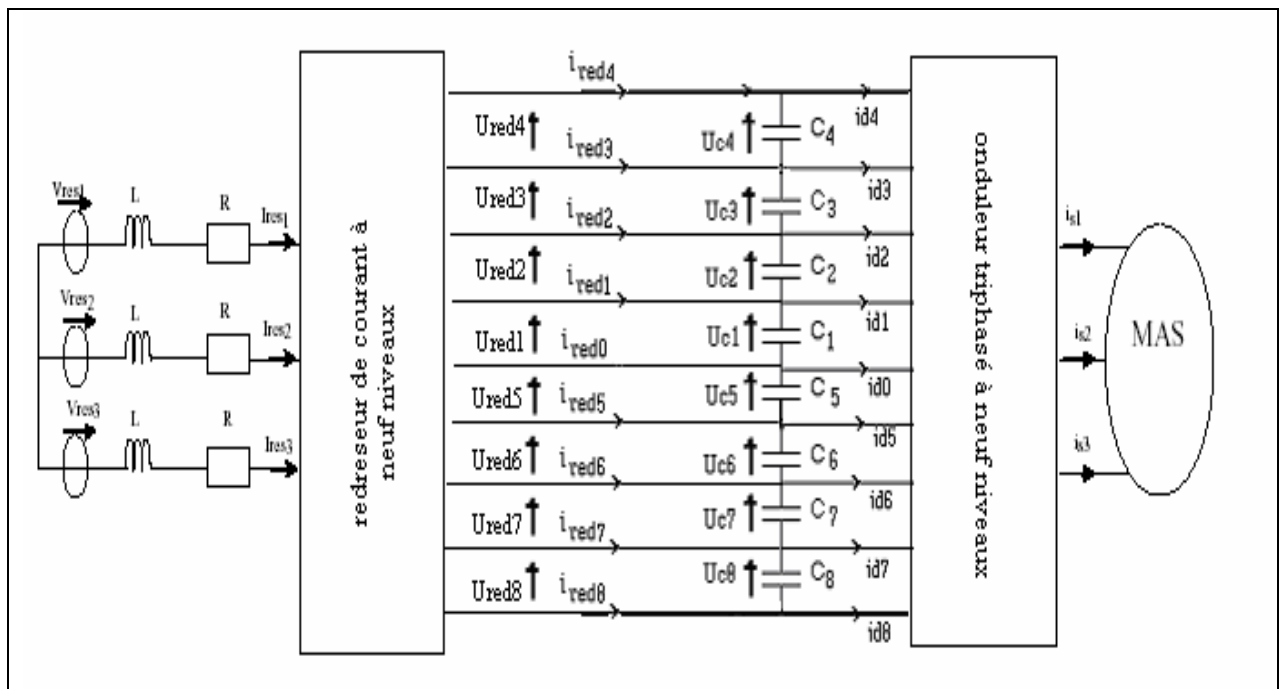 Vres1
L
R
Ires1
Vres2
L
R
Ires2
Vres3
L
R
Ires3
redreseur de courant à
neuf niveaux
ired4
Ured4
ired3
Ured3
ired2
Ured2
ired1
Ured1
ired0
Ured5
ired5
Ured6
ired6
Ured7
ired7
Ured8
ired8
Uc4
C4
Uc3
C3
Uc2
C2
Uc1
C1
Uc5
C5
Uc6
C6
Uc7
C7
Uc8
C8
id4
id3
id2
id1
id0
id5
id6
id7
id8
onduleur triphasé à neuf niveaux
is1
is2
is3
MAS